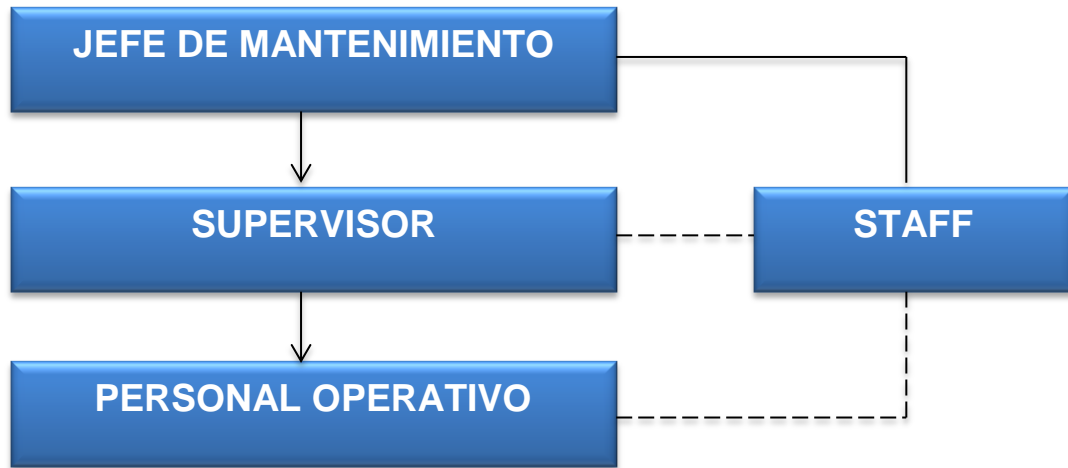 JEFE DE MANTENIMIENTO
SUPERVISOR
STAFF
PERSONAL OPERATIVO